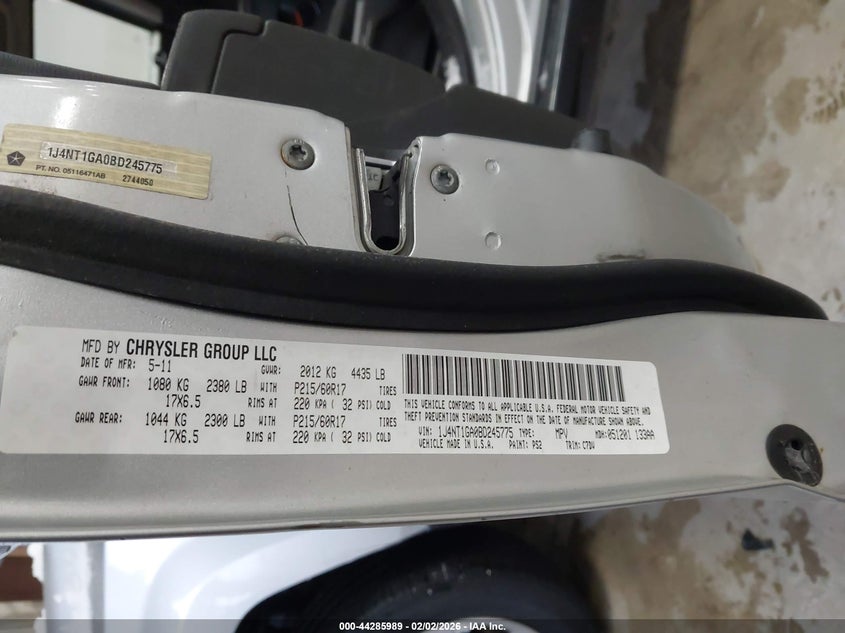 1J4NT1GA0BD245775
PT. NO. 05116471AB 2744050
MFD BY CHRYSLER GROUP LLC
DATE OF MFR: 5-11 GVWR: 2012 KG 4435 LB
GAWR FRONT: 1080 KG 2380 LB WITH P215/60R17 TIRES
17X6.5 RIMS AT 220 KPA ( 32 PSI) COLD
GAWR REAR: 1044 KG 2300 LB WITH P215/60R17 TIRES
17X6.5 RIMS AT 220 KPA ( 32 PSI) COLD
THIS VEHICLE CONFORMS TO ALL APPLICABLE U.S.A. FEDERAL MOTOR VEHICLE SAFETY AND
THEFT PREVENTION STANDARDS IN EFFECT ON THE DATE OF MANUFACTURE SHOWN ABOVE.
VIN: 1J4NT1GA0BD245775 TYPE: MPV MDH: 051201 133AA
VEHICLE MADE IN U.S.A. PAINT: PS2 TRIM: C7DV
000-44285989 - 02/02/2026 - IAA Inc.